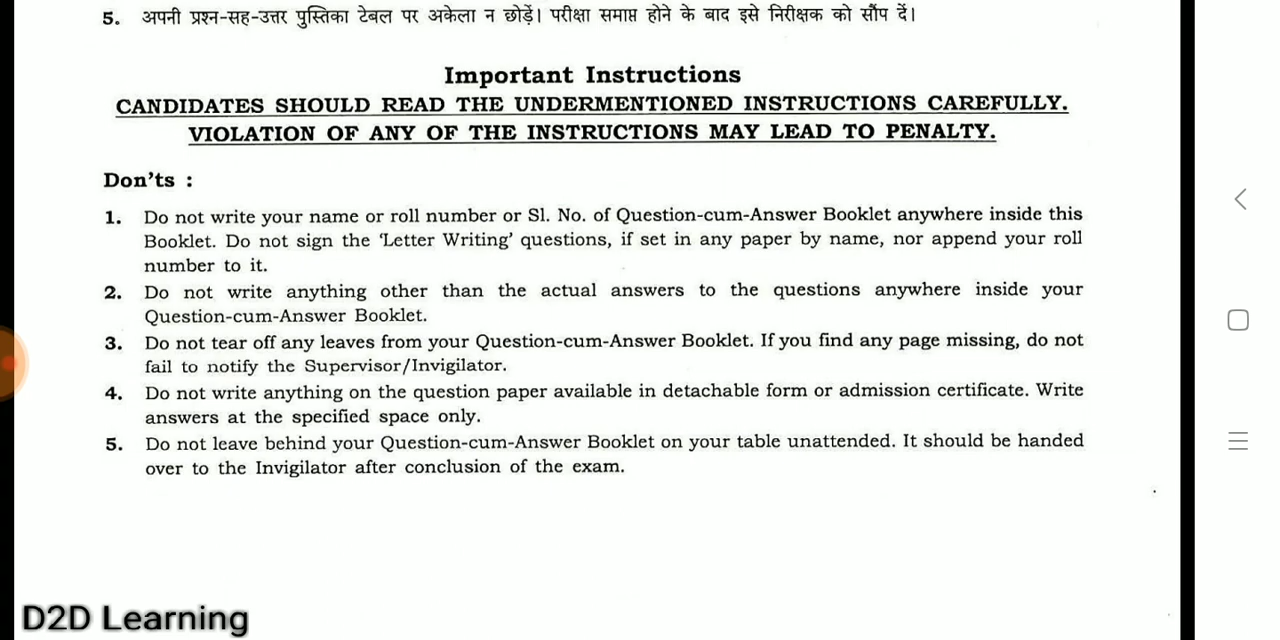 5. अपनी प्रश्न-सह-उत्तर पुस्तिका टेबल पर अकेला न छोड़ें। परीक्षा समाप्त होने के बाद इसे निरीक्षक को सौंप दें।
Important Instructions
CANDIDATES SHOULD READ THE UNDERMENTIONED INSTRUCTIONS CAREFULLY.
VIOLATION OF ANY OF THE INSTRUCTIONS MAY LEAD TO PENALTY.
Don'ts :
1. Do not write your name or roll number or Sl. No. of Question-cum-Answer Booklet anywhere inside this
Booklet. Do not sign the 'Letter Writing' questions, if set in any paper by name, nor append your roll
number to it.
2. Do not write anything other than the actual answers to the questions anywhere inside your
Question-cum-Answer Booklet.
3. Do not tear off any leaves from your Question-cum-Answer Booklet. If you find any page missing, do not
fail to notify the Supervisor/Invigilator.
4. Do not write anything on the question paper available in detachable form or admission certificate. Write
answers at the specified space only.
5. Do not leave behind your Question-cum-Answer Booklet on your table unattended. It should be handed
over to the Invigilator after conclusion of the exam.
D2D Learning